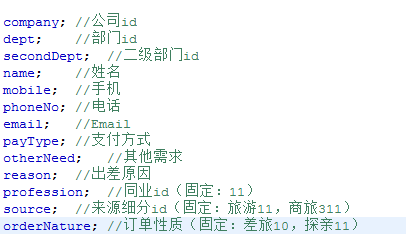 company; //公司id
dept; //部门id
secondDept; //二级部门id
name; //姓名
mobile; //手机
phoneNo; //电话
email; //Email
payType; //支付方式
otherNeed; //其他需求
reason; //出差原因
profession; //同业id（固定：11）
source; //来源细分id（固定：旅游11，商旅311）
orderNature; //订单性质（固定：差旅10，探亲11）